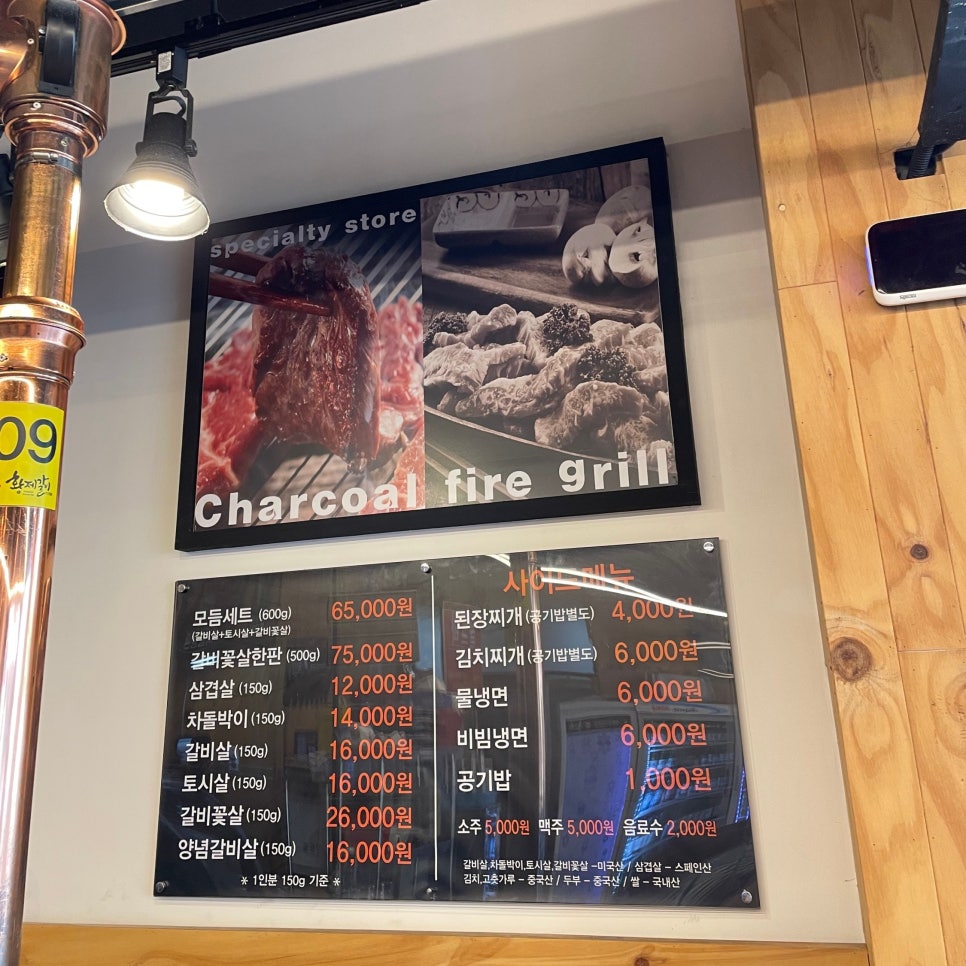 specialty store
Charcoal fire grill
09
황제갈비
모듬세트 (600g) 65,000원
(갈비살+토시살+갈비꽃살)
갈비꽃살한판 (500g) 75,000원
삼겹살 (150g) 12,000원
차돌박이 (150g) 14,000원
갈비살 (150g) 16,000원
토시살 (150g) 16,000원
갈비꽃살 (150g) 26,000원
양념갈비살 (150g) 16,000원
* 1인분 150g 기준 *
사이드메뉴
된장찌개 (공기밥별도) 4,000원
김치찌개 (공기밥별도) 6,000원
물냉면 6,000원
비빔냉면 6,000원
공기밥 1,000원
소주 5,000원 맥주 5,000원 음료수 2,000원
갈비살,차돌박이,토시살,갈비꽃살 –미국산 / 삼겹살 – 스페인산
김치,고춧가루 – 중국산 / 두부 – 중국산 / 쌀 – 국내산